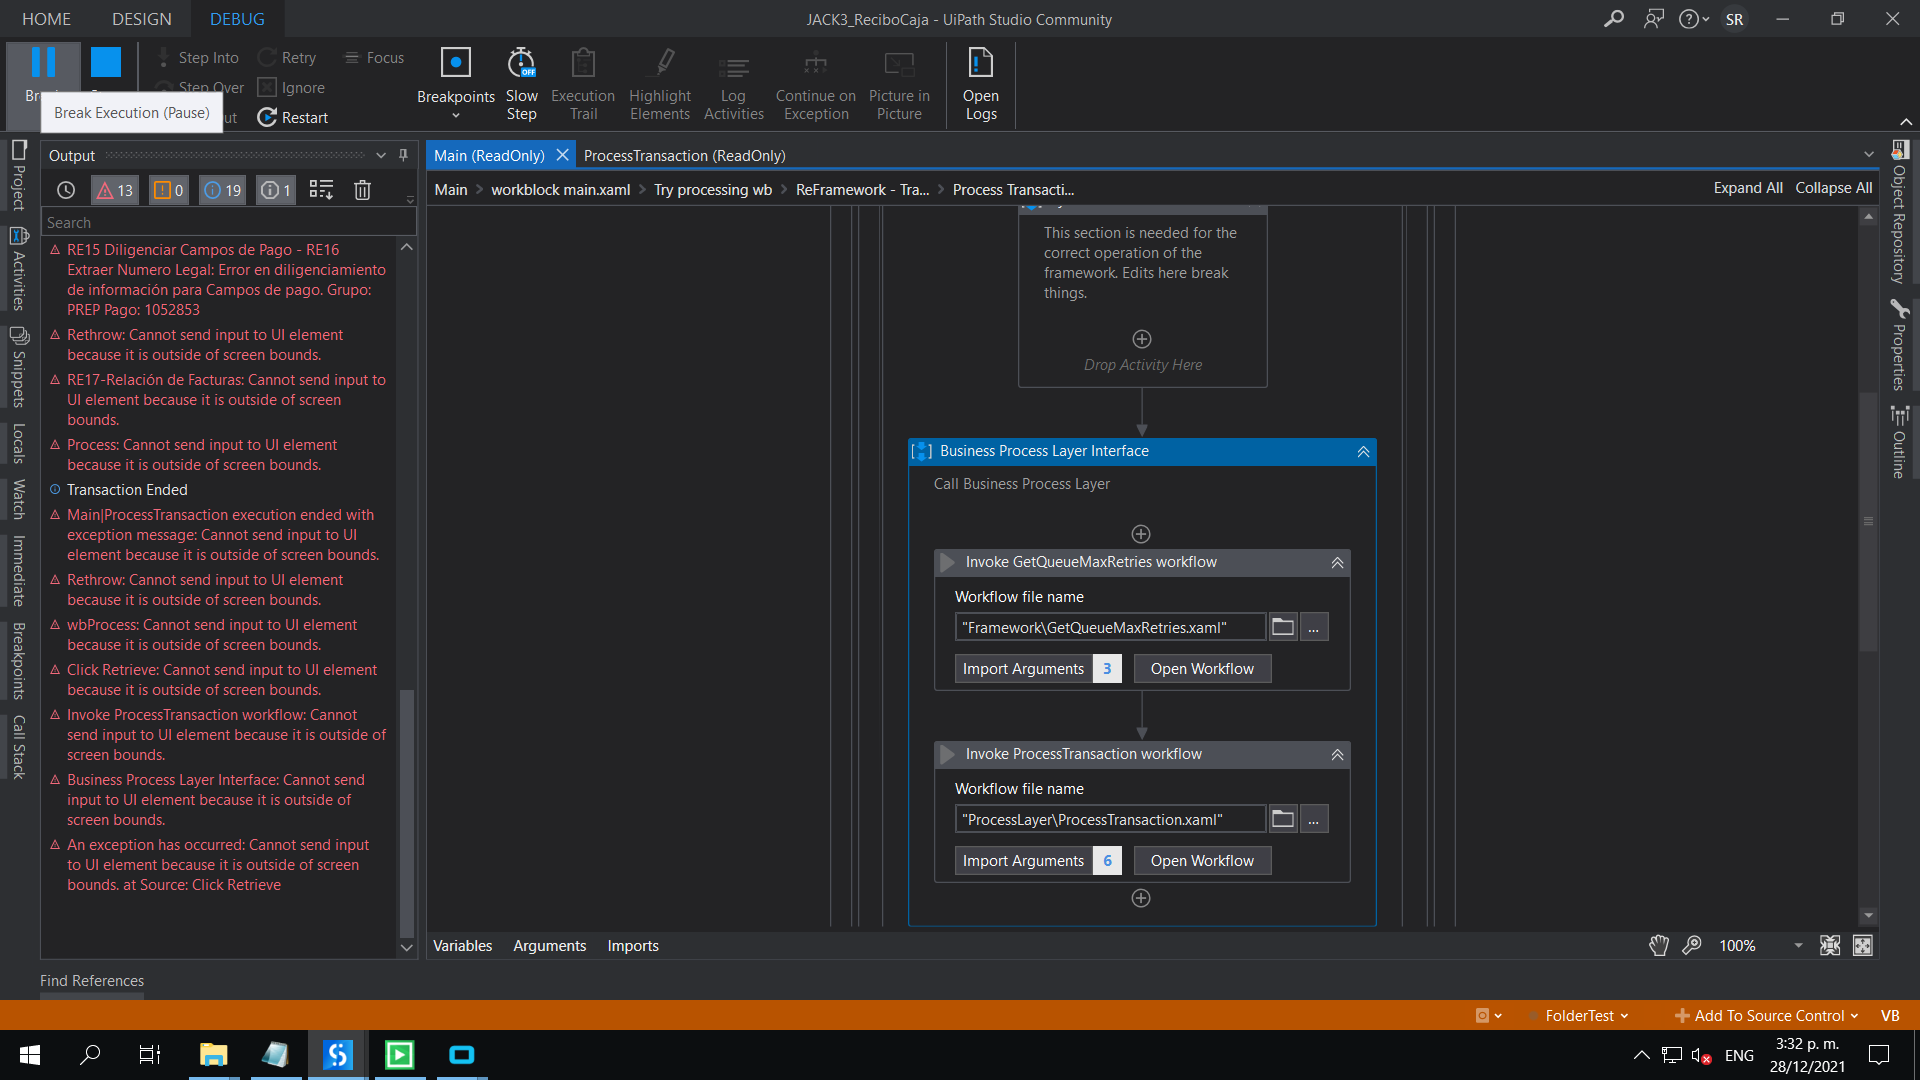 HOME
DESIGN
DEBUG
JACK3_ReciboCaja - UiPath Studio Community
SR
Step Into
Retry
Focus
Step Over
Ignore
Restart
Break Execution (Pause)
Breakpoints
Slow
Step
OFF
Execution
Trail
Highlight
Elements
Log
Activities
Continue on
Exception
Picture in
Picture
Open
Logs
Project
Activities
Snippets
Locals
Watch
Immediate
Breakpoints
Call Stack
Output
13
0
19
1
Search
RE15 Diligenciar Campos de Pago - RE16
Extraer Numero Legal: Error en diligenciamiento
de información para Campos de pago. Grupo:
PREP Pago: 1052853
Rethrow: Cannot send input to UI element
because it is outside of screen bounds.
RE17-Relación de Facturas: Cannot send input to
UI element because it is outside of screen
bounds.
Process: Cannot send input to UI element
because it is outside of screen bounds.
Transaction Ended
Main|ProcessTransaction execution ended with
exception message: Cannot send input to UI
element because it is outside of screen bounds.
Rethrow: Cannot send input to UI element
because it is outside of screen bounds.
wbProcess: Cannot send input to UI element
because it is outside of screen bounds.
Click Retrieve: Cannot send input to UI element
because it is outside of screen bounds.
Invoke ProcessTransaction workflow: Cannot
send input to UI element because it is outside of
screen bounds.
Business Process Layer Interface: Cannot send
input to UI element because it is outside of
screen bounds.
An exception has occurred: Cannot send input
to UI element because it is outside of screen
bounds. at Source: Click Retrieve
Find References
Main (ReadOnly)
ProcessTransaction (ReadOnly)
Main > workblock main.xaml > Try processing wb > ReFramework - Tra... > Process Transacti...
Expand All
Collapse All
This section is needed for the
correct operation of the
framework. Edits here break
things.
Drop Activity Here
Business Process Layer Interface
Call Business Process Layer
Invoke GetQueueMaxRetries workflow
Workflow file name
"Framework\GetQueueMaxRetries.xaml"
...
Import Arguments 3
Open Workflow
Invoke ProcessTransaction workflow
Workflow file name
"ProcessLayer\ProcessTransaction.xaml"
...
Import Arguments 6
Open Workflow
Variables
Arguments
Imports
100%
Object Repository
Properties
Outline
FolderTest
Add To Source Control
VB
ENG
3:32 p. m.
28/12/2021